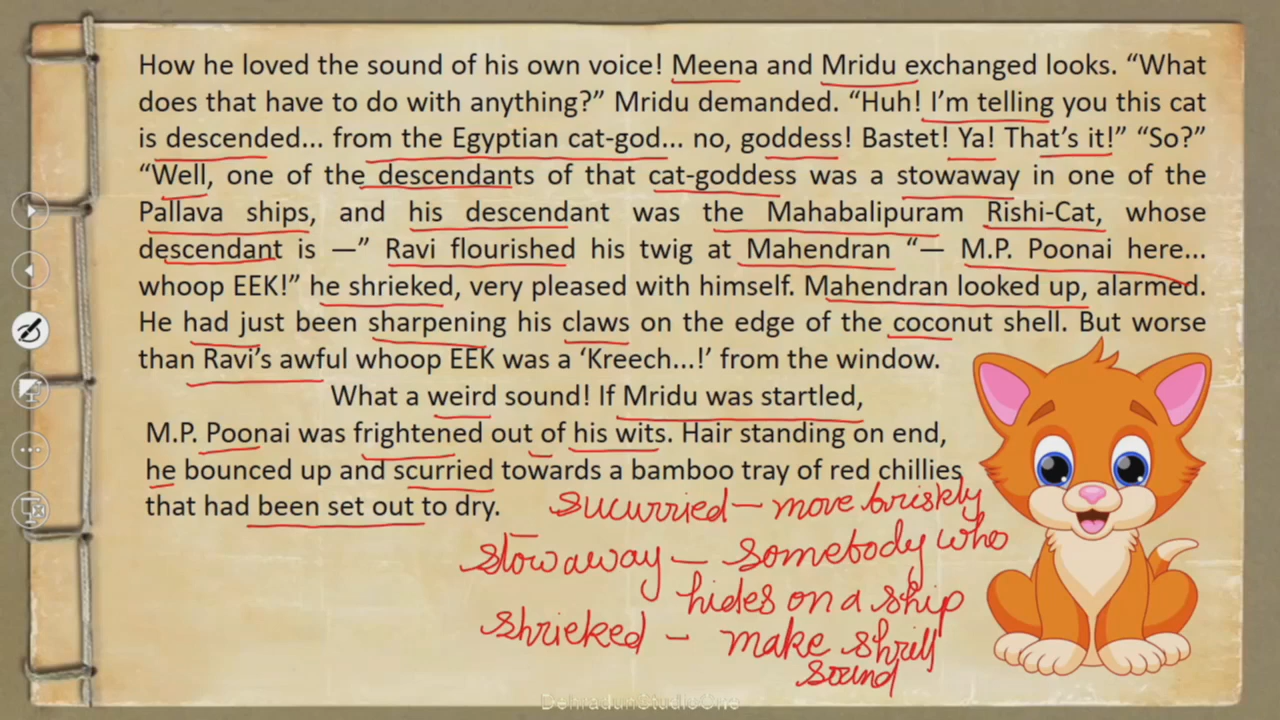 How he loved the sound of his own voice! Meena and Mridu exchanged looks. “What
does that have to do with anything?” Mridu demanded. “Huh! I’m telling you this cat
is descended... from the Egyptian cat-god... no, goddess! Bastet! Ya! That’s it!” “So?”
“Well, one of the descendants of that cat-goddess was a stowaway in one of the
Pallava ships, and his descendant was the Mahabalipuram Rishi-Cat, whose
descendant is —” Ravi flourished his twig at Mahendran “— M.P. Poonai here...
whoop EEK!” he shrieked, very pleased with himself. Mahendran looked up, alarmed.
He had just been sharpening his claws on the edge of the coconut shell. But worse
than Ravi’s awful whoop EEK was a ‘Kreech...!’ from the window.
What a weird sound! If Mridu was startled,
M.P. Poonai was frightened out of his wits. Hair standing on end,
he bounced up and scurried towards a bamboo tray of red chillies
that had been set out to dry.
sucurried – move briskly
stowaway – somebody who
hides on a ship
shrieked – make shrill
sound
DehradunStudioOne